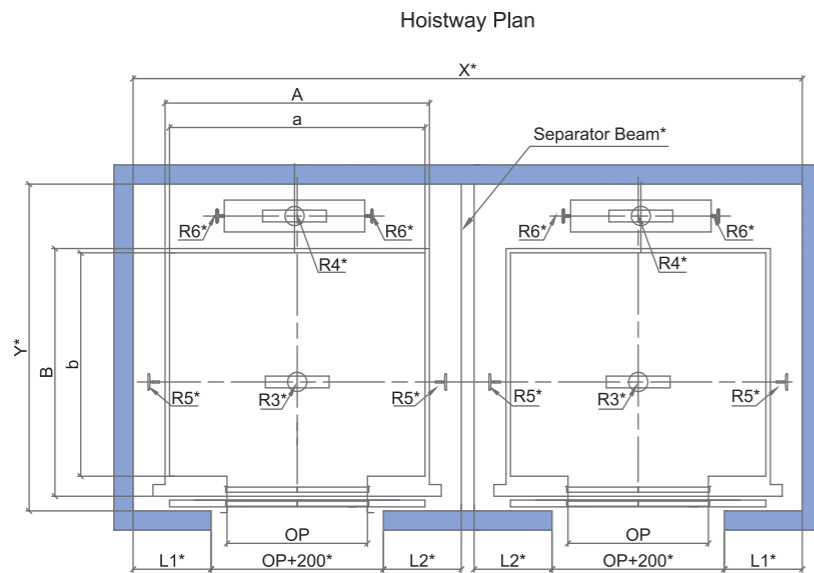 Hoistway Plan
X*
A
a
Separator Beam*
R6* R6* R6* R6*
R4* R4*
Y*
B
b
R5* R3* R5* R5* R3* R5*
OP OP
L1* OP+200* L2* L2* OP+200* L1*